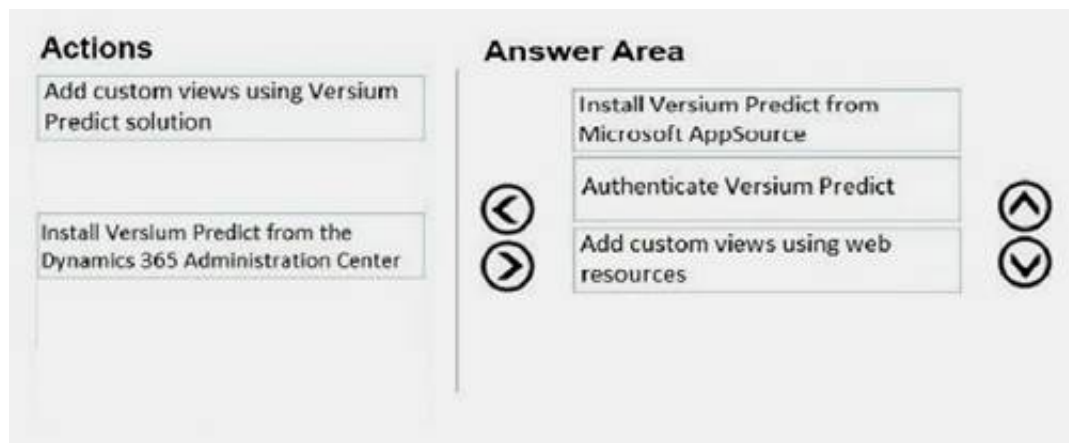 Actions
Add custom views using Versium
Predict solution
Install Versium Predict from the
Dynamics 365 Administration Center
Answer Area
Install Versium Predict from
Microsoft AppSource
Authenticate Versium Predict
Add custom views using web
resources